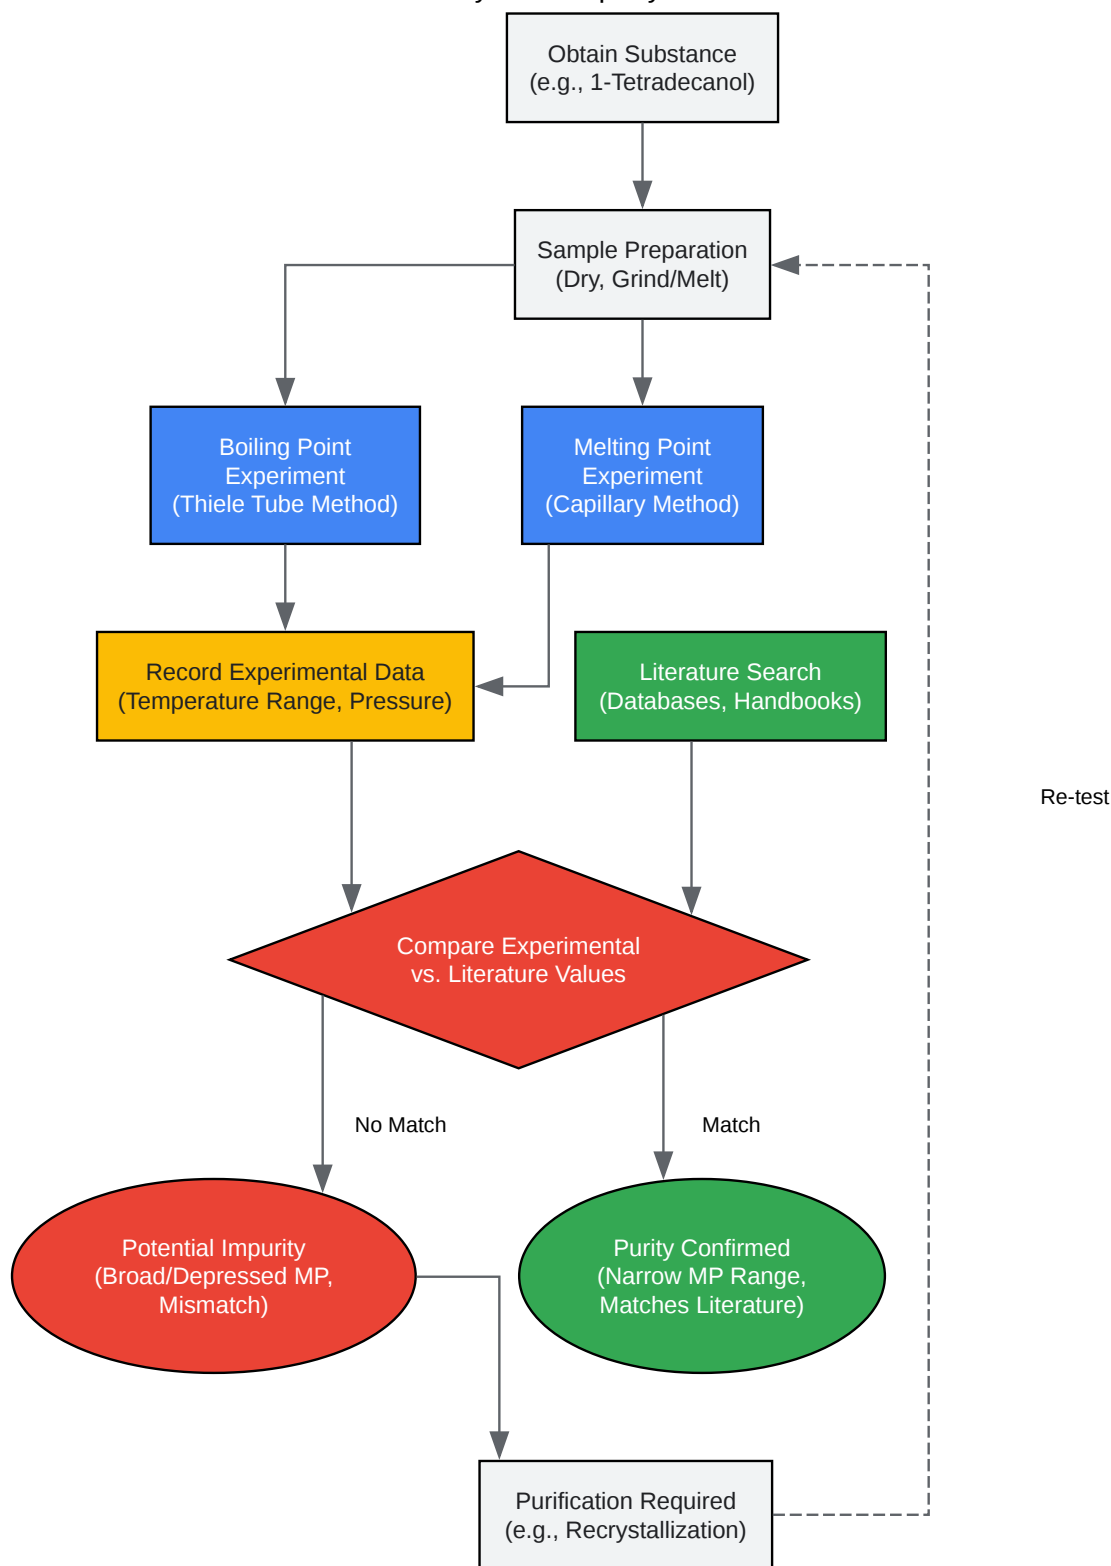 Obtain Substance
(e.g., 1-Tetradecanol)
Sample Preparation
(Dry, Grind/Melt)
Boiling Point
Experiment
(Thiele Tube Method)
Melting Point
Experiment
(Capillary Method)
Record Experimental Data
(Temperature Range, Pressure)
Literature Search
(Databases, Handbooks)
Re-test
Compare Experimental
vs. Literature Values
No Match
Match
Potential Impurity
(Broad/Depressed MP,
Mismatch)
Purity Confirmed
(Narrow MP Range,
Matches Literature)
Purification Required
(e.g., Recrystallization)